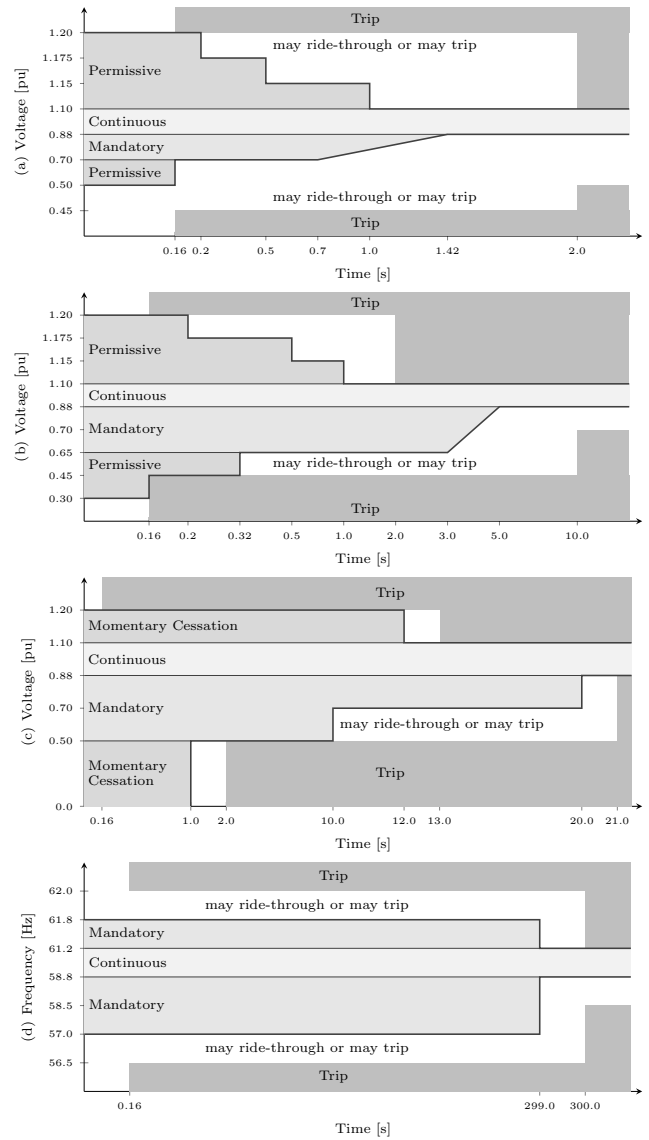 Trip
1.20
may ride-through or may trip
1.175
Permissive
1.15
1.10
Continuous
0.88
Mandatory
0.70
Permissive
0.50
may ride-through or may trip
0.45
Trip
(a) Voltage [pu]
0.16 0.2 0.5 0.7 1.0 1.42 2.0
Time [s]
Trip
1.20
1.175
Permissive
1.15
1.10
Continuous
0.88
Mandatory
0.70
0.65
Permissive
may ride-through or may trip
0.45
0.30
Trip
(b) Voltage [pu]
0.16 0.2 0.32 0.5 1.0 2.0 3.0 5.0 10.0
Time [s]
Trip
1.20
Momentary Cessation
1.10
Continuous
0.88
Mandatory
0.70
may ride-through or may trip
0.50
Momentary
Cessation
Trip
0.0
(c) Voltage [pu]
0.16 1.0 2.0 10.0 12.0 13.0 20.0 21.0
Time [s]
Trip
62.0
may ride-through or may trip
61.8
Mandatory
61.2
Continuous
58.8
Mandatory
58.5
57.0
may ride-through or may trip
56.5
Trip
(d) Frequency [Hz]
0.16 299.0 300.0
Time [s]